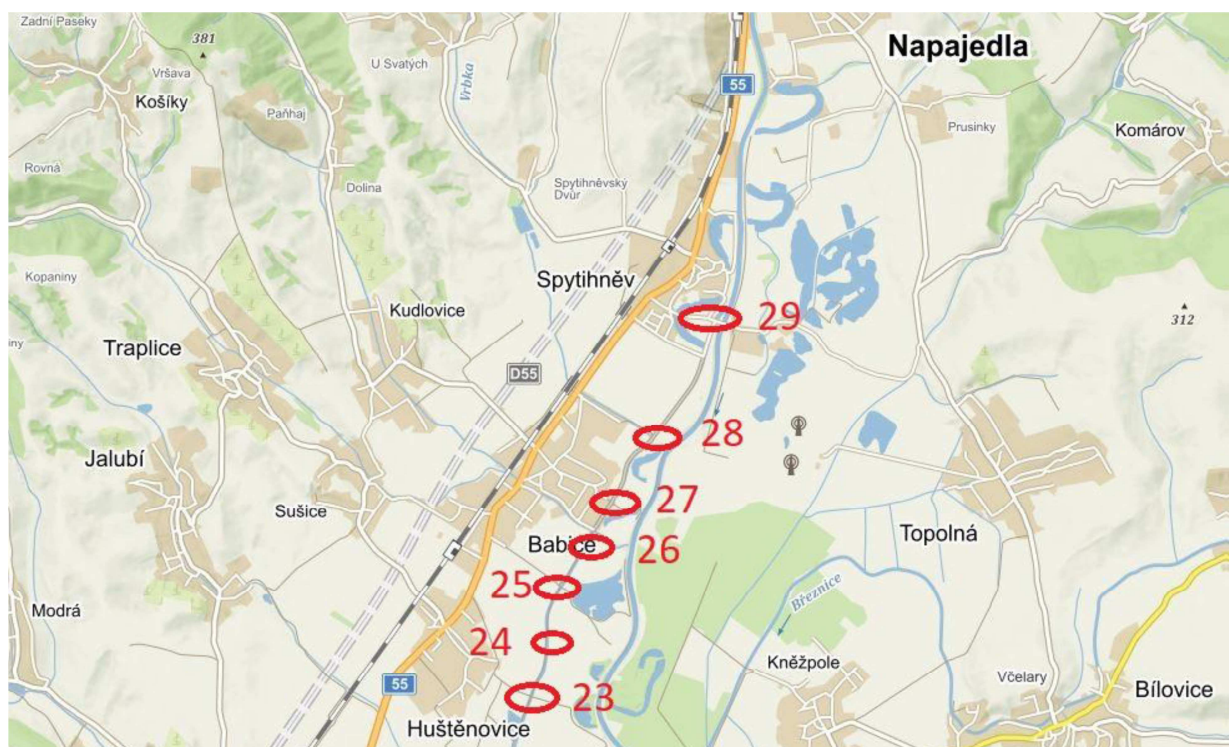 Zadní Paseky
381
Vršava
U Svatých
Vrbka
55
Napajedla
Košíky
Paňhaj
Prusinky
Komárov
Rovná
Dolina
Spytihněvský
Dvůr
Kopaniny
Spytihněv
Kudlovice
29
312
Traplice
D55
28
Jalubí
27
Sušice
Topolná
Babice
26
25
Březnice
Modrá
24
Kněžpole
Včelary
55
23
Bílovice
Huštěnovice